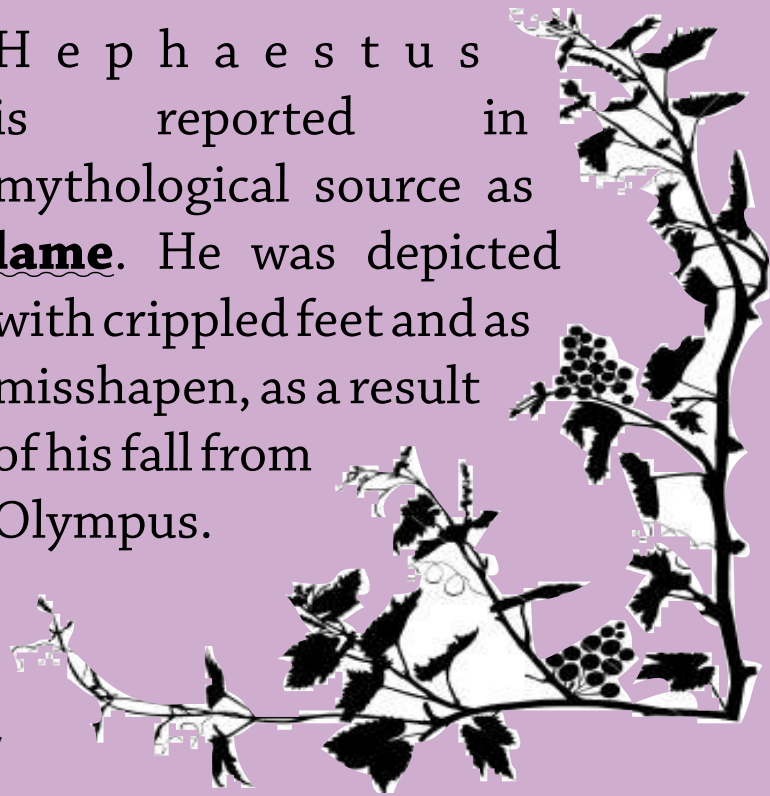 Hephaestus
is reported in
mythological source as
lame. He was depicted
with crippled feet and as
misshapen, as a result
of his fall from
Olympus.